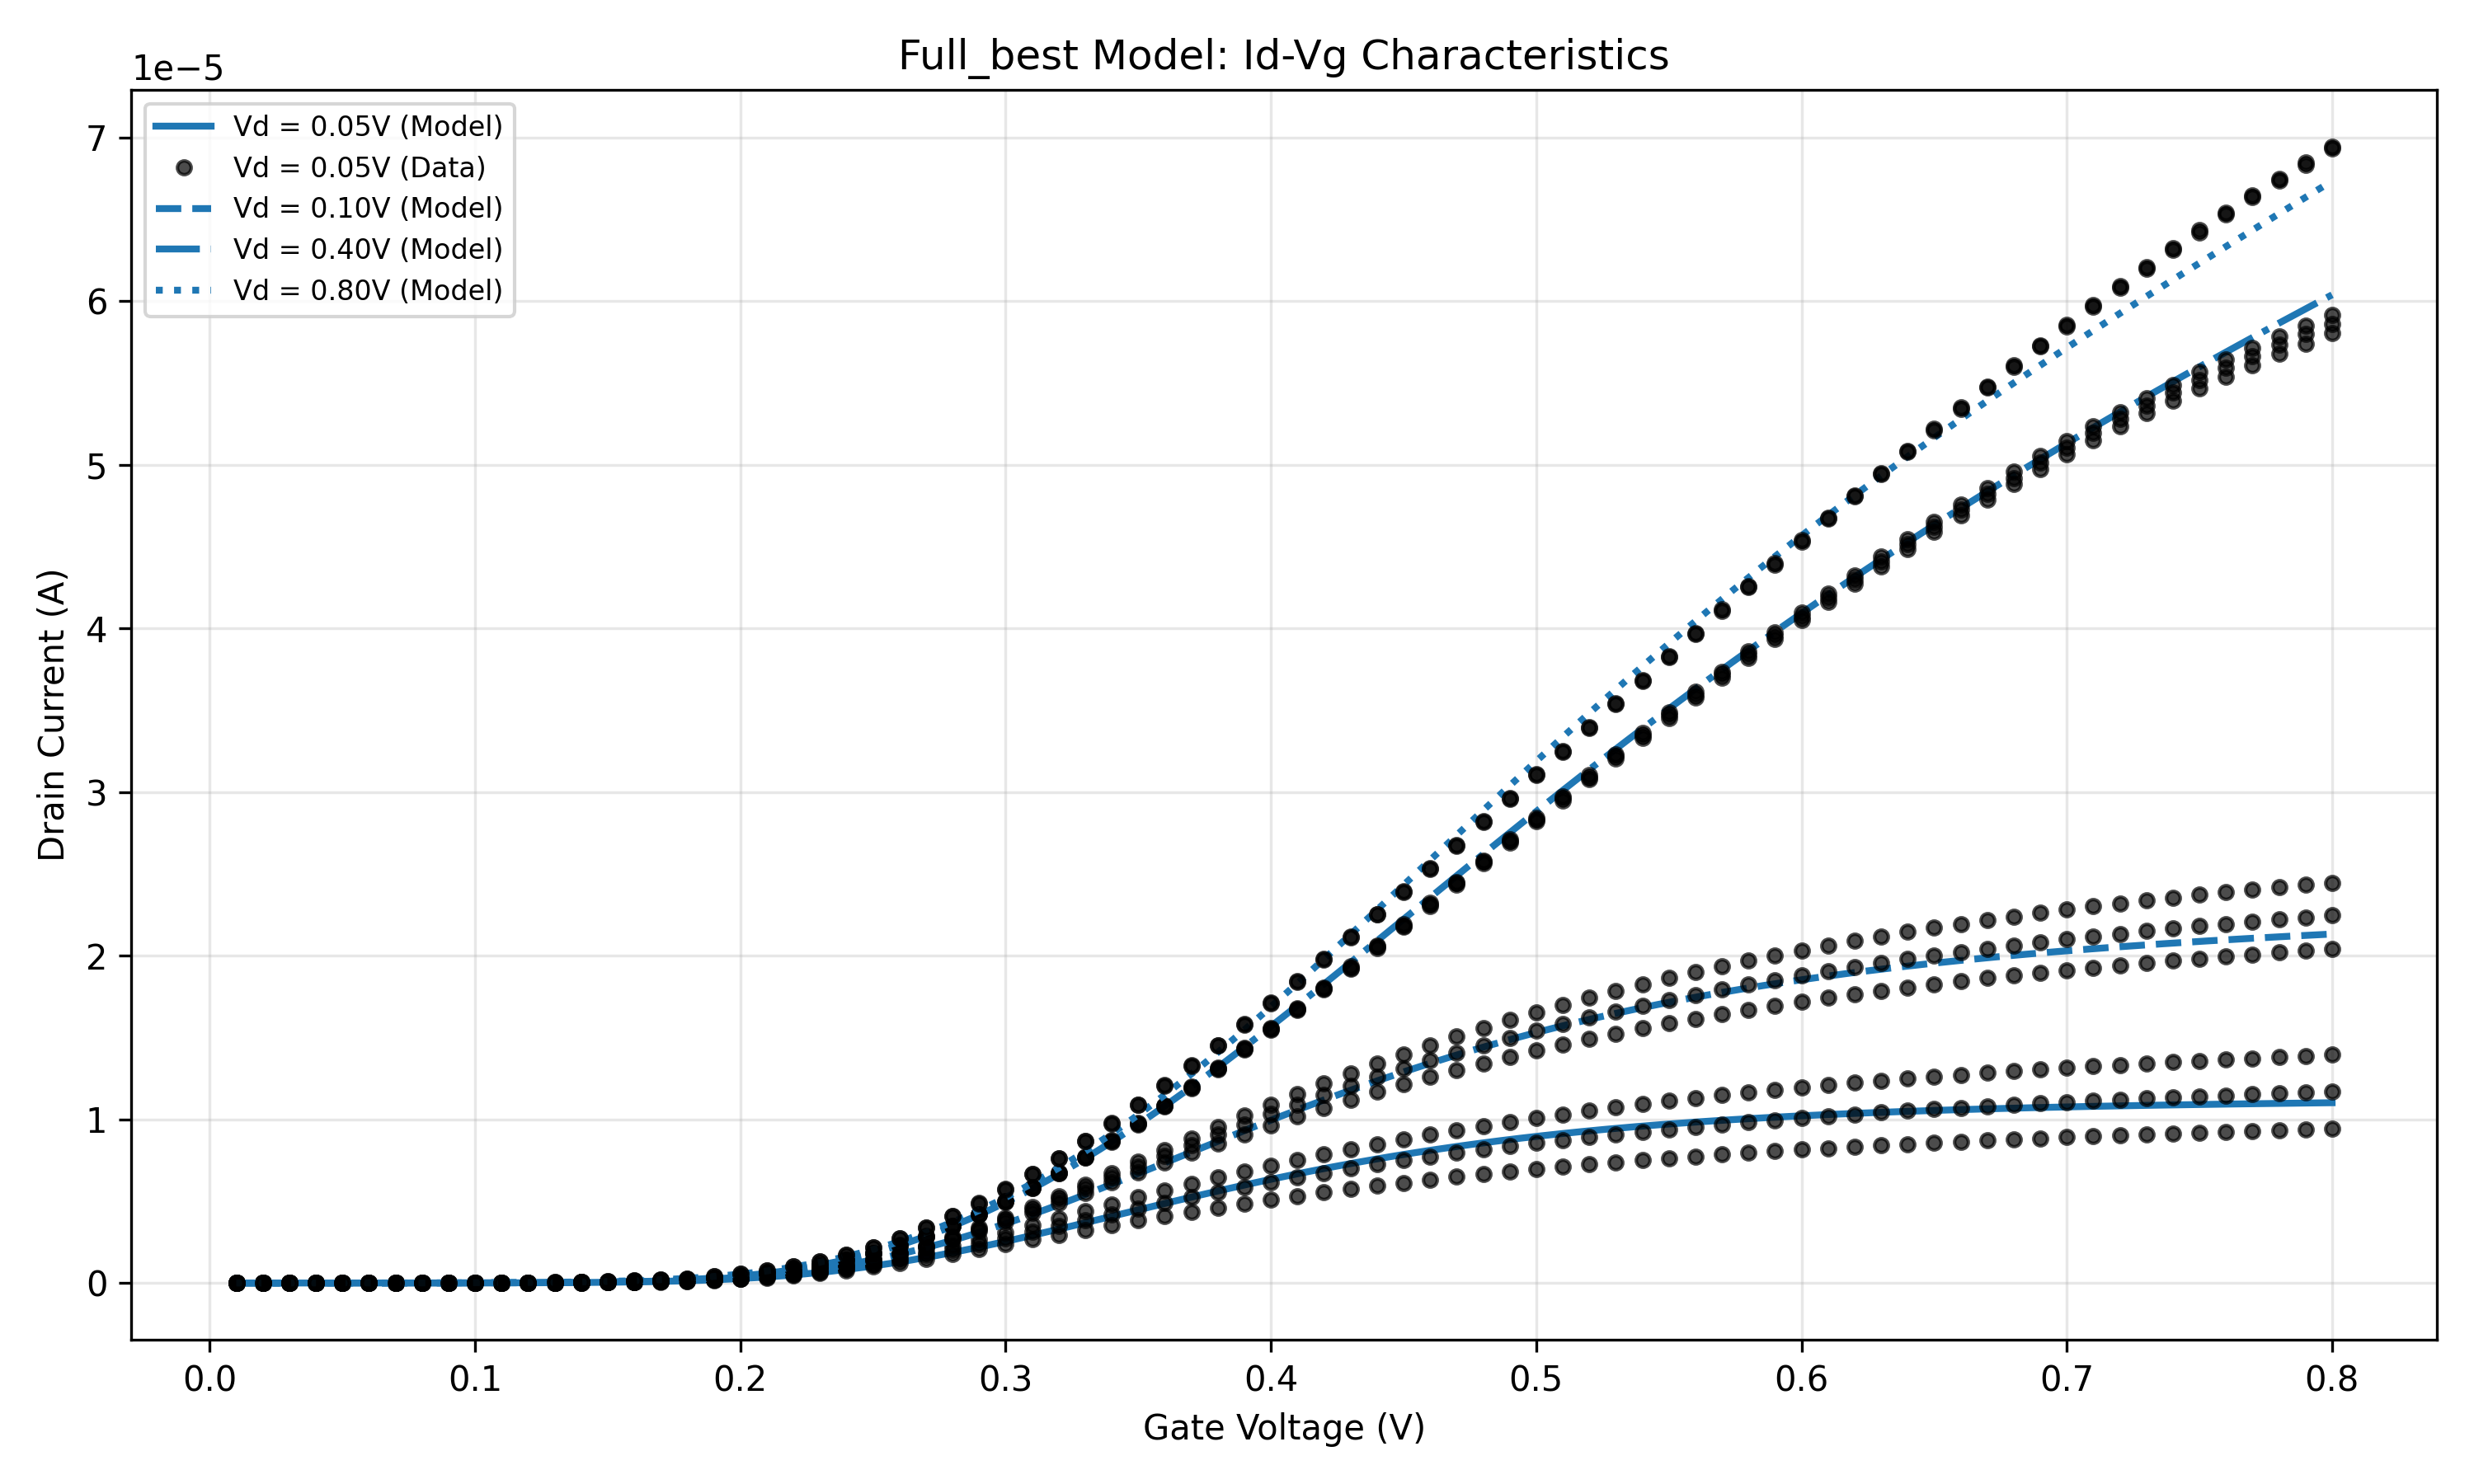 Full_best Model: Id-Vg Characteristics
1e−5
Vd = 0.05V (Model)
Vd = 0.05V (Data)
Vd = 0.10V (Model)
Vd = 0.40V (Model)
Vd = 0.80V (Model)
7
6
5
4
3
2
1
0
Drain Current (A)
0.0 0.1 0.2 0.3 0.4 0.5 0.6 0.7 0.8
Gate Voltage (V)